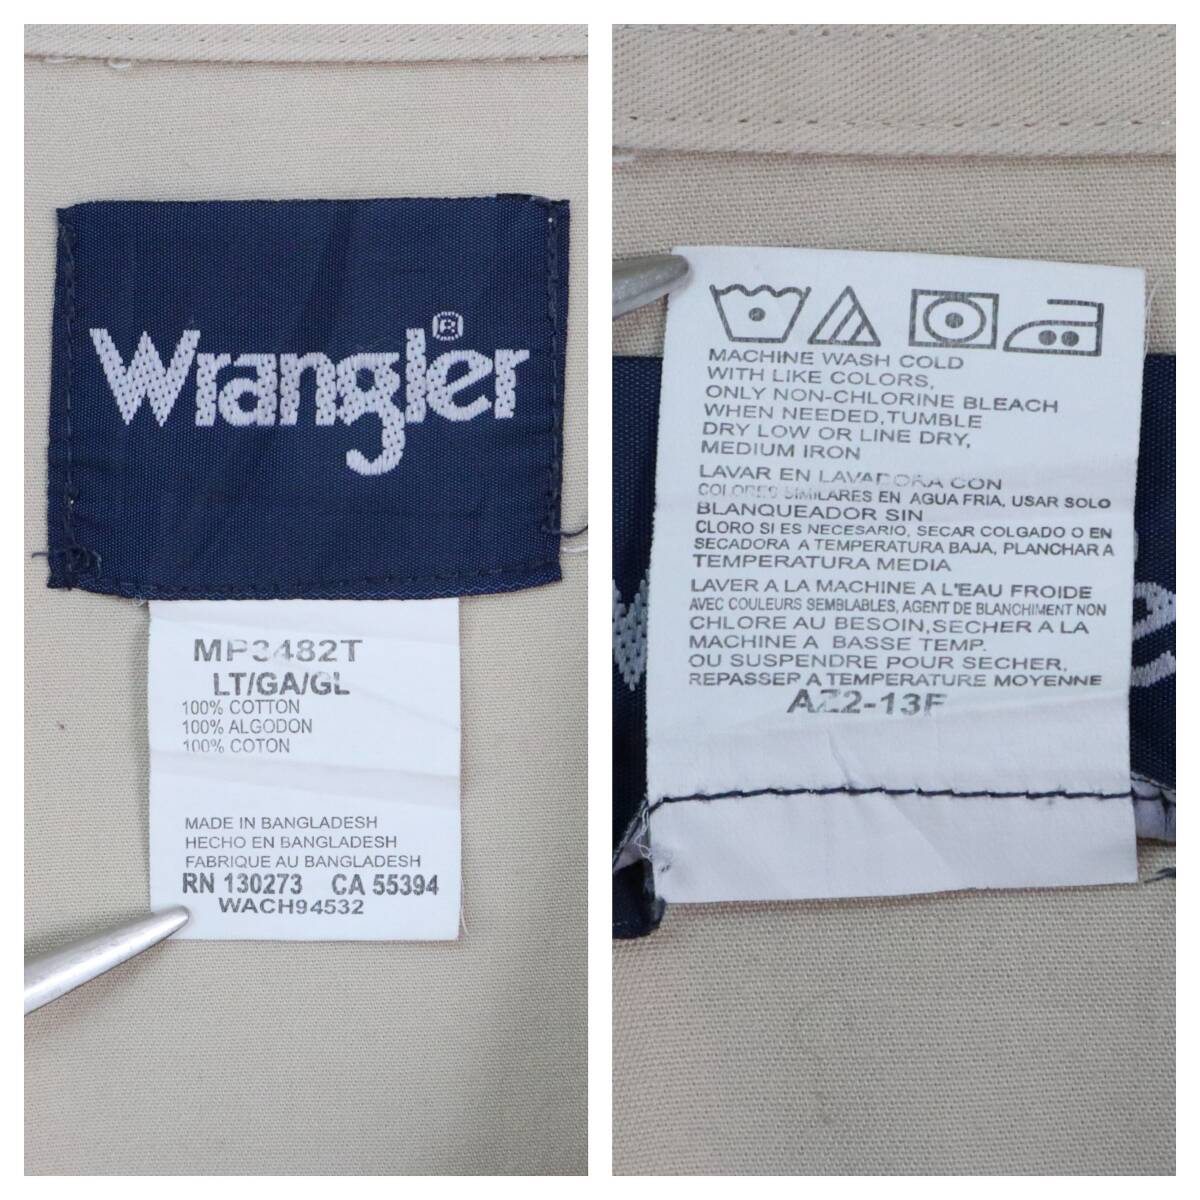 Wrangler®
MP3482T
LT/GA/GL
100% COTTON
100% ALGODON
100% COTON
MADE IN BANGLADESH
HECHO EN BANGLADESH
FABRIQUE AU BANGLADESH
RN 130273 CA 55394
WACH94532
MACHINE WASH COLD
WITH LIKE COLORS,
ONLY NON-CHLORINE BLEACH
WHEN NEEDED,TUMBLE
DRY LOW OR LINE DRY,
MEDIUM IRON
LAVAR EN LAVADORA CON
COLORES SIMILARES EN AGUA FRIA, USAR SOLO
BLANQUEADOR SIN
CLORO SI ES NECESARIO, SECAR COLGADO O EN
SECADORA A TEMPERATURA BAJA, PLANCHAR A
TEMPERATURA MEDIA
LAVER A LA MACHINE A L'EAU FROIDE
AVEC COULEURS SEMBLABLES, AGENT DE BLANCHIMENT NON
CHLORE AU BESOIN,SECHER A LA
MACHINE A BASSE TEMP.
OU SUSPENDRE POUR SECHER,
REPASSER A TEMPERATURE MOYENNE